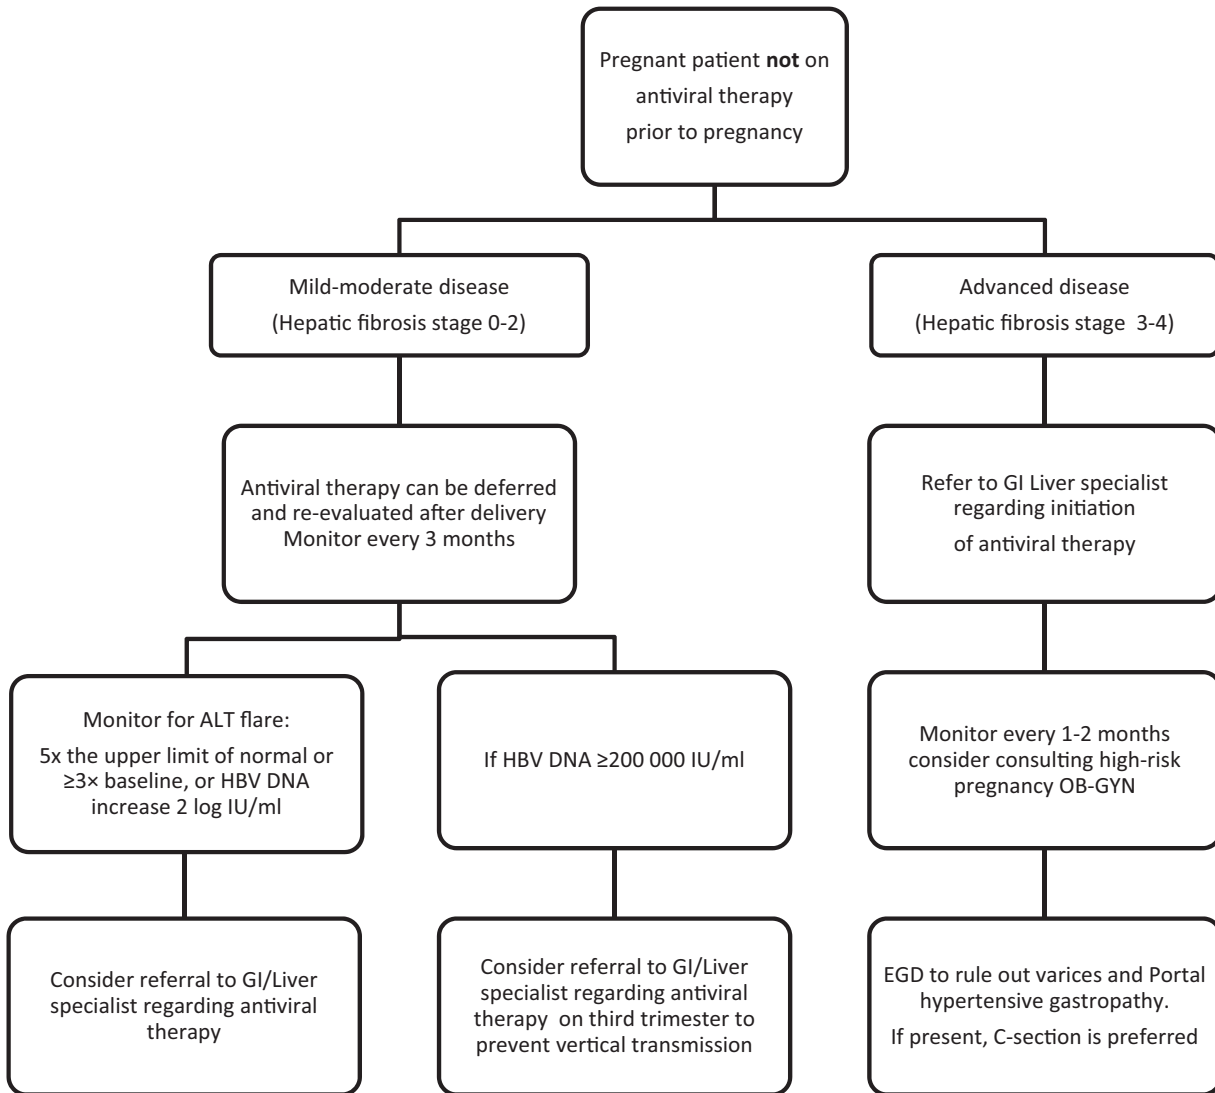 Pregnant patient not on
antiviral therapy
prior to pregnancy
Mild-moderate disease
(Hepatic fibrosis stage 0-2)
Advanced disease
(Hepatic fibrosis stage  3-4)
Antiviral therapy can be deferred
and re-evaluated after delivery
Monitor every 3 months
Refer to GI Liver specialist
regarding initiation
of antiviral therapy
Monitor for ALT flare:
5x the upper limit of normal or
≥3× baseline, or HBV DNA
increase 2 log IU/ml
If HBV DNA ≥200 000 IU/ml
Monitor every 1-2 months
consider consulting high-risk
pregnancy OB-GYN
Consider referral to GI/Liver
specialist regarding antiviral
therapy
Consider referral to GI/Liver
specialist regarding antiviral
therapy  on third trimester to
prevent vertical transmission
EGD to rule out varices and Portal
hypertensive gastropathy.
If present, C-section is preferred